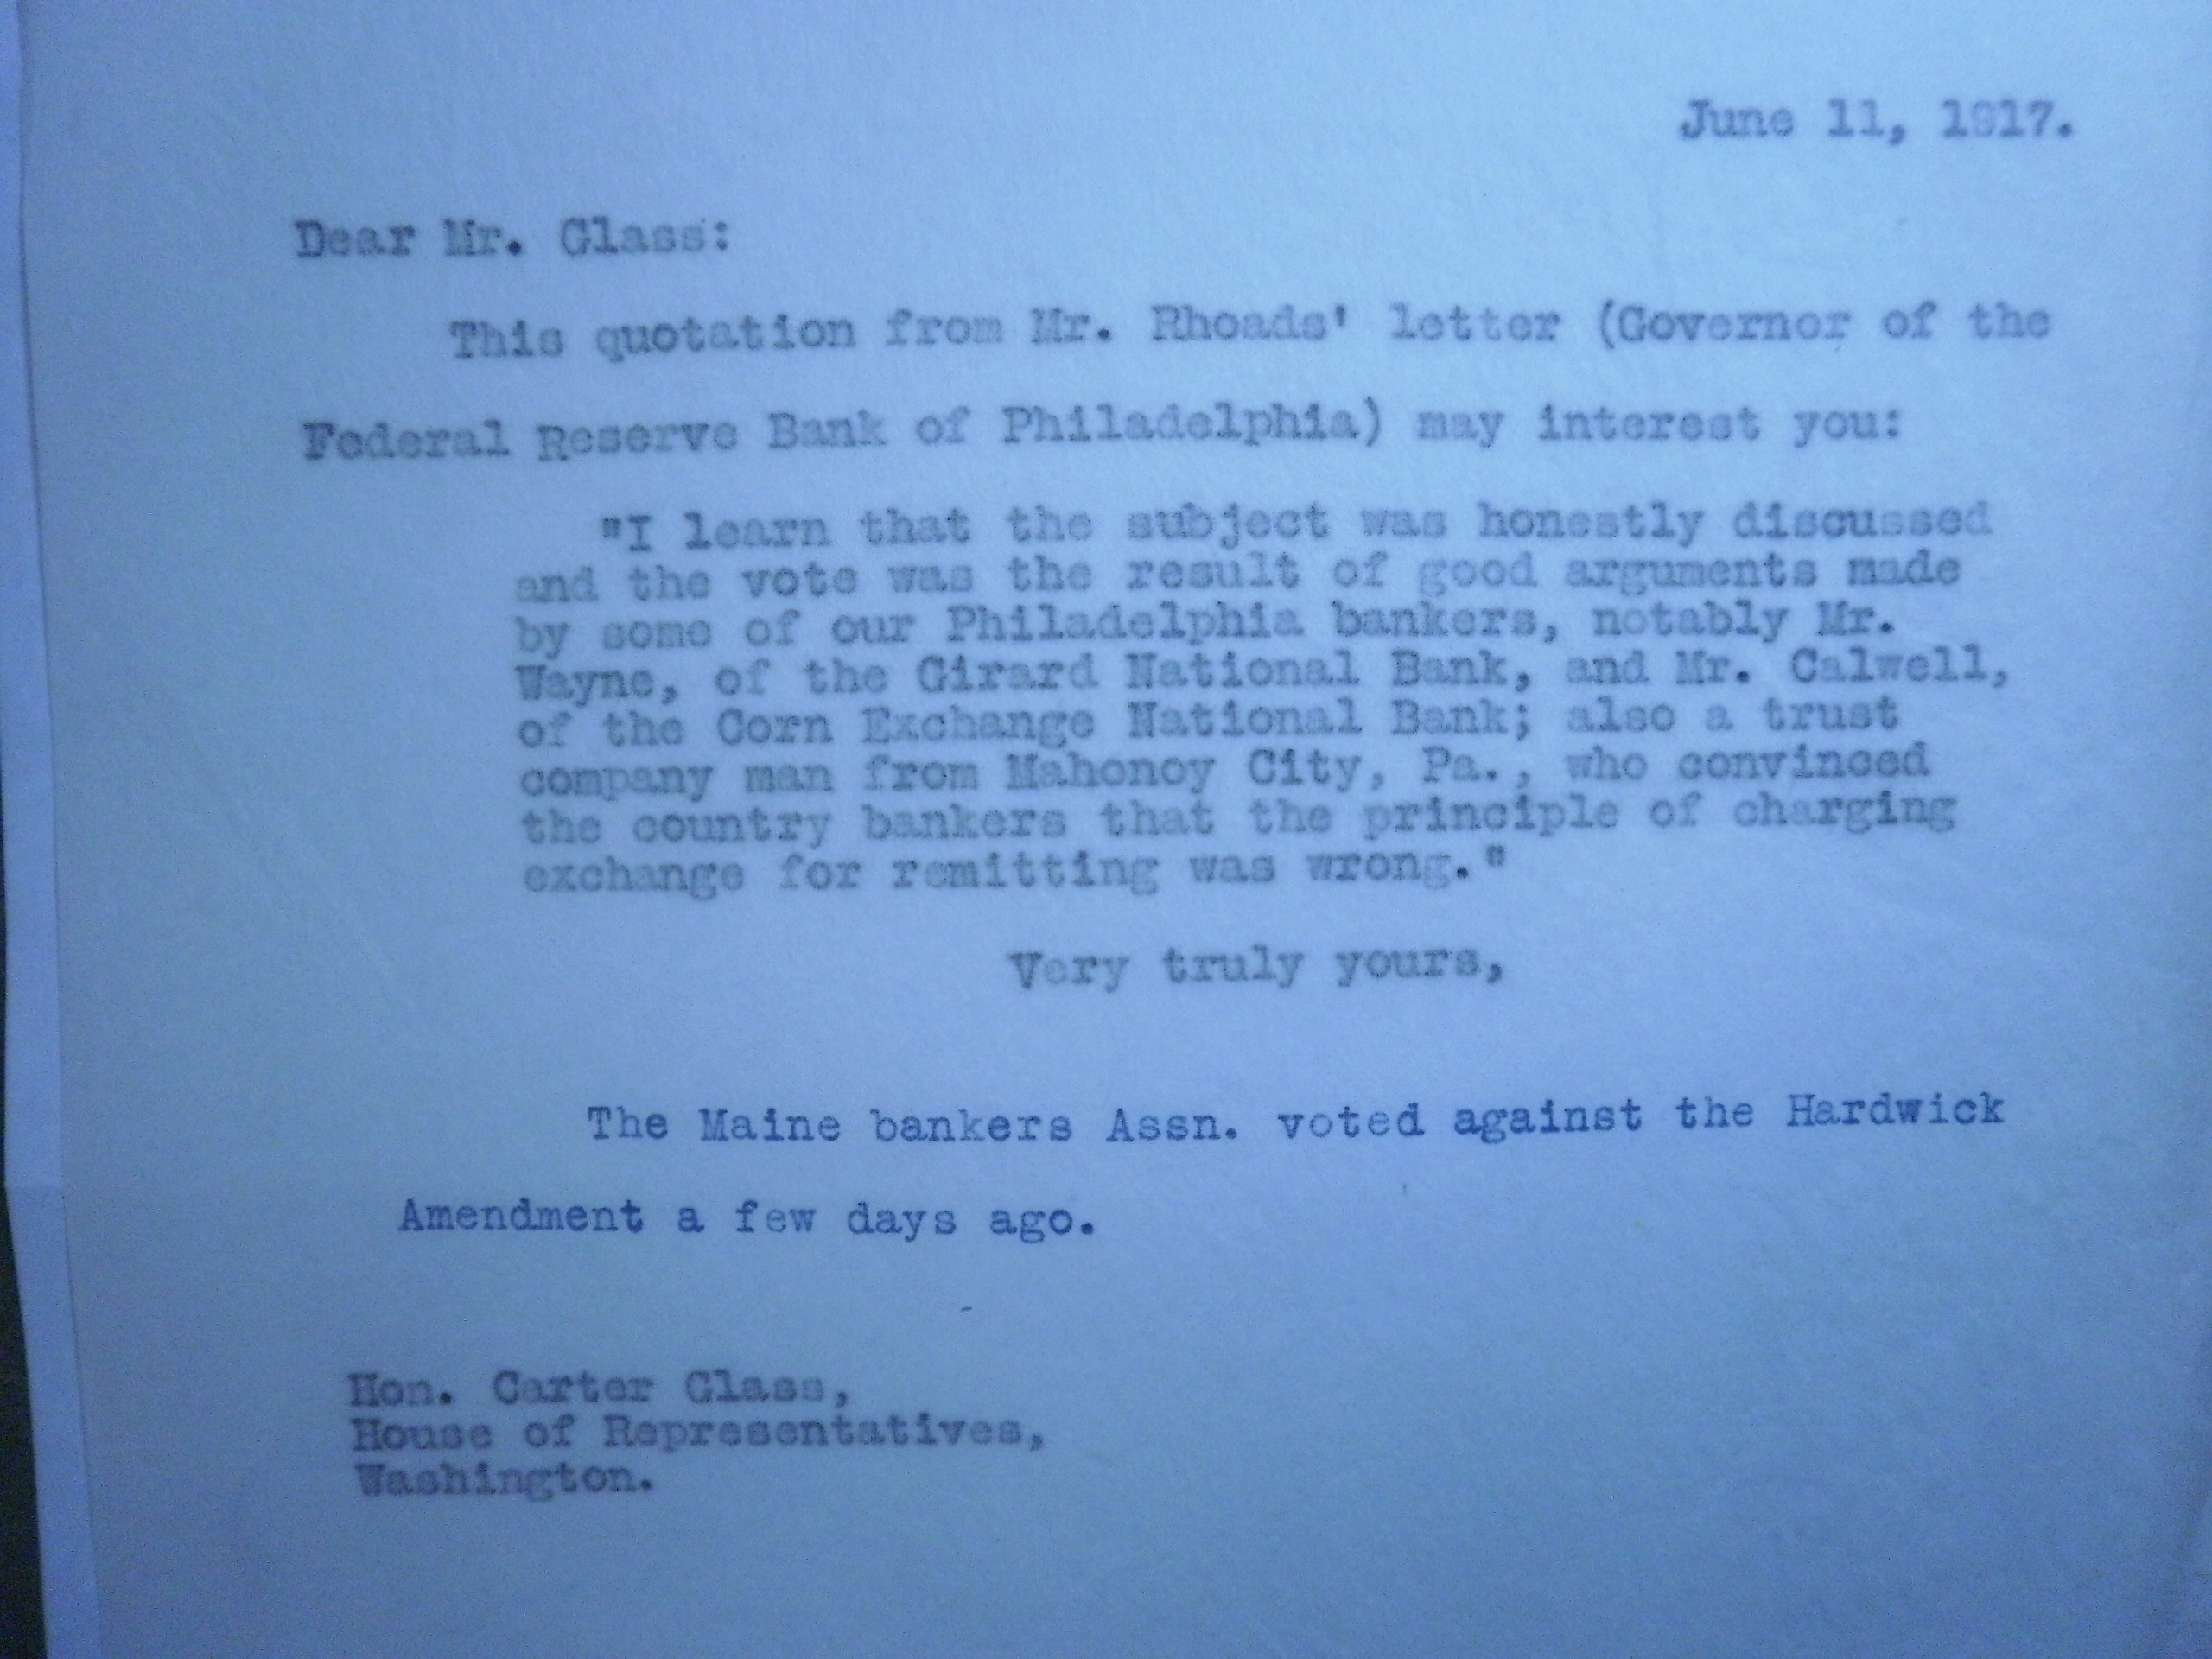 June 11, 1917.
Dear Mr. Glass:
This quotation from Mr. Rhoads' letter (Governor of the
Federal Reserve Bank of Philadelphia) may interest you:
"I learn that the subject was honestly discussed
and the vote was the result of good arguments made
by some of our Philadelphia bankers, notably Mr.
Wayne, of the Girard National Bank, and Mr. Calwell,
of the Corn Exchange National Bank; also a trust
company man from Mahonoy City, Pa., who convinced
the country bankers that the principle of charging
exchange for remitting was wrong."
Very truly yours,
The Maine bankers Assn. voted against the Hardwick
Amendment a few days ago.
Hon. Carter Glass,
House of Representatives,
Washington.